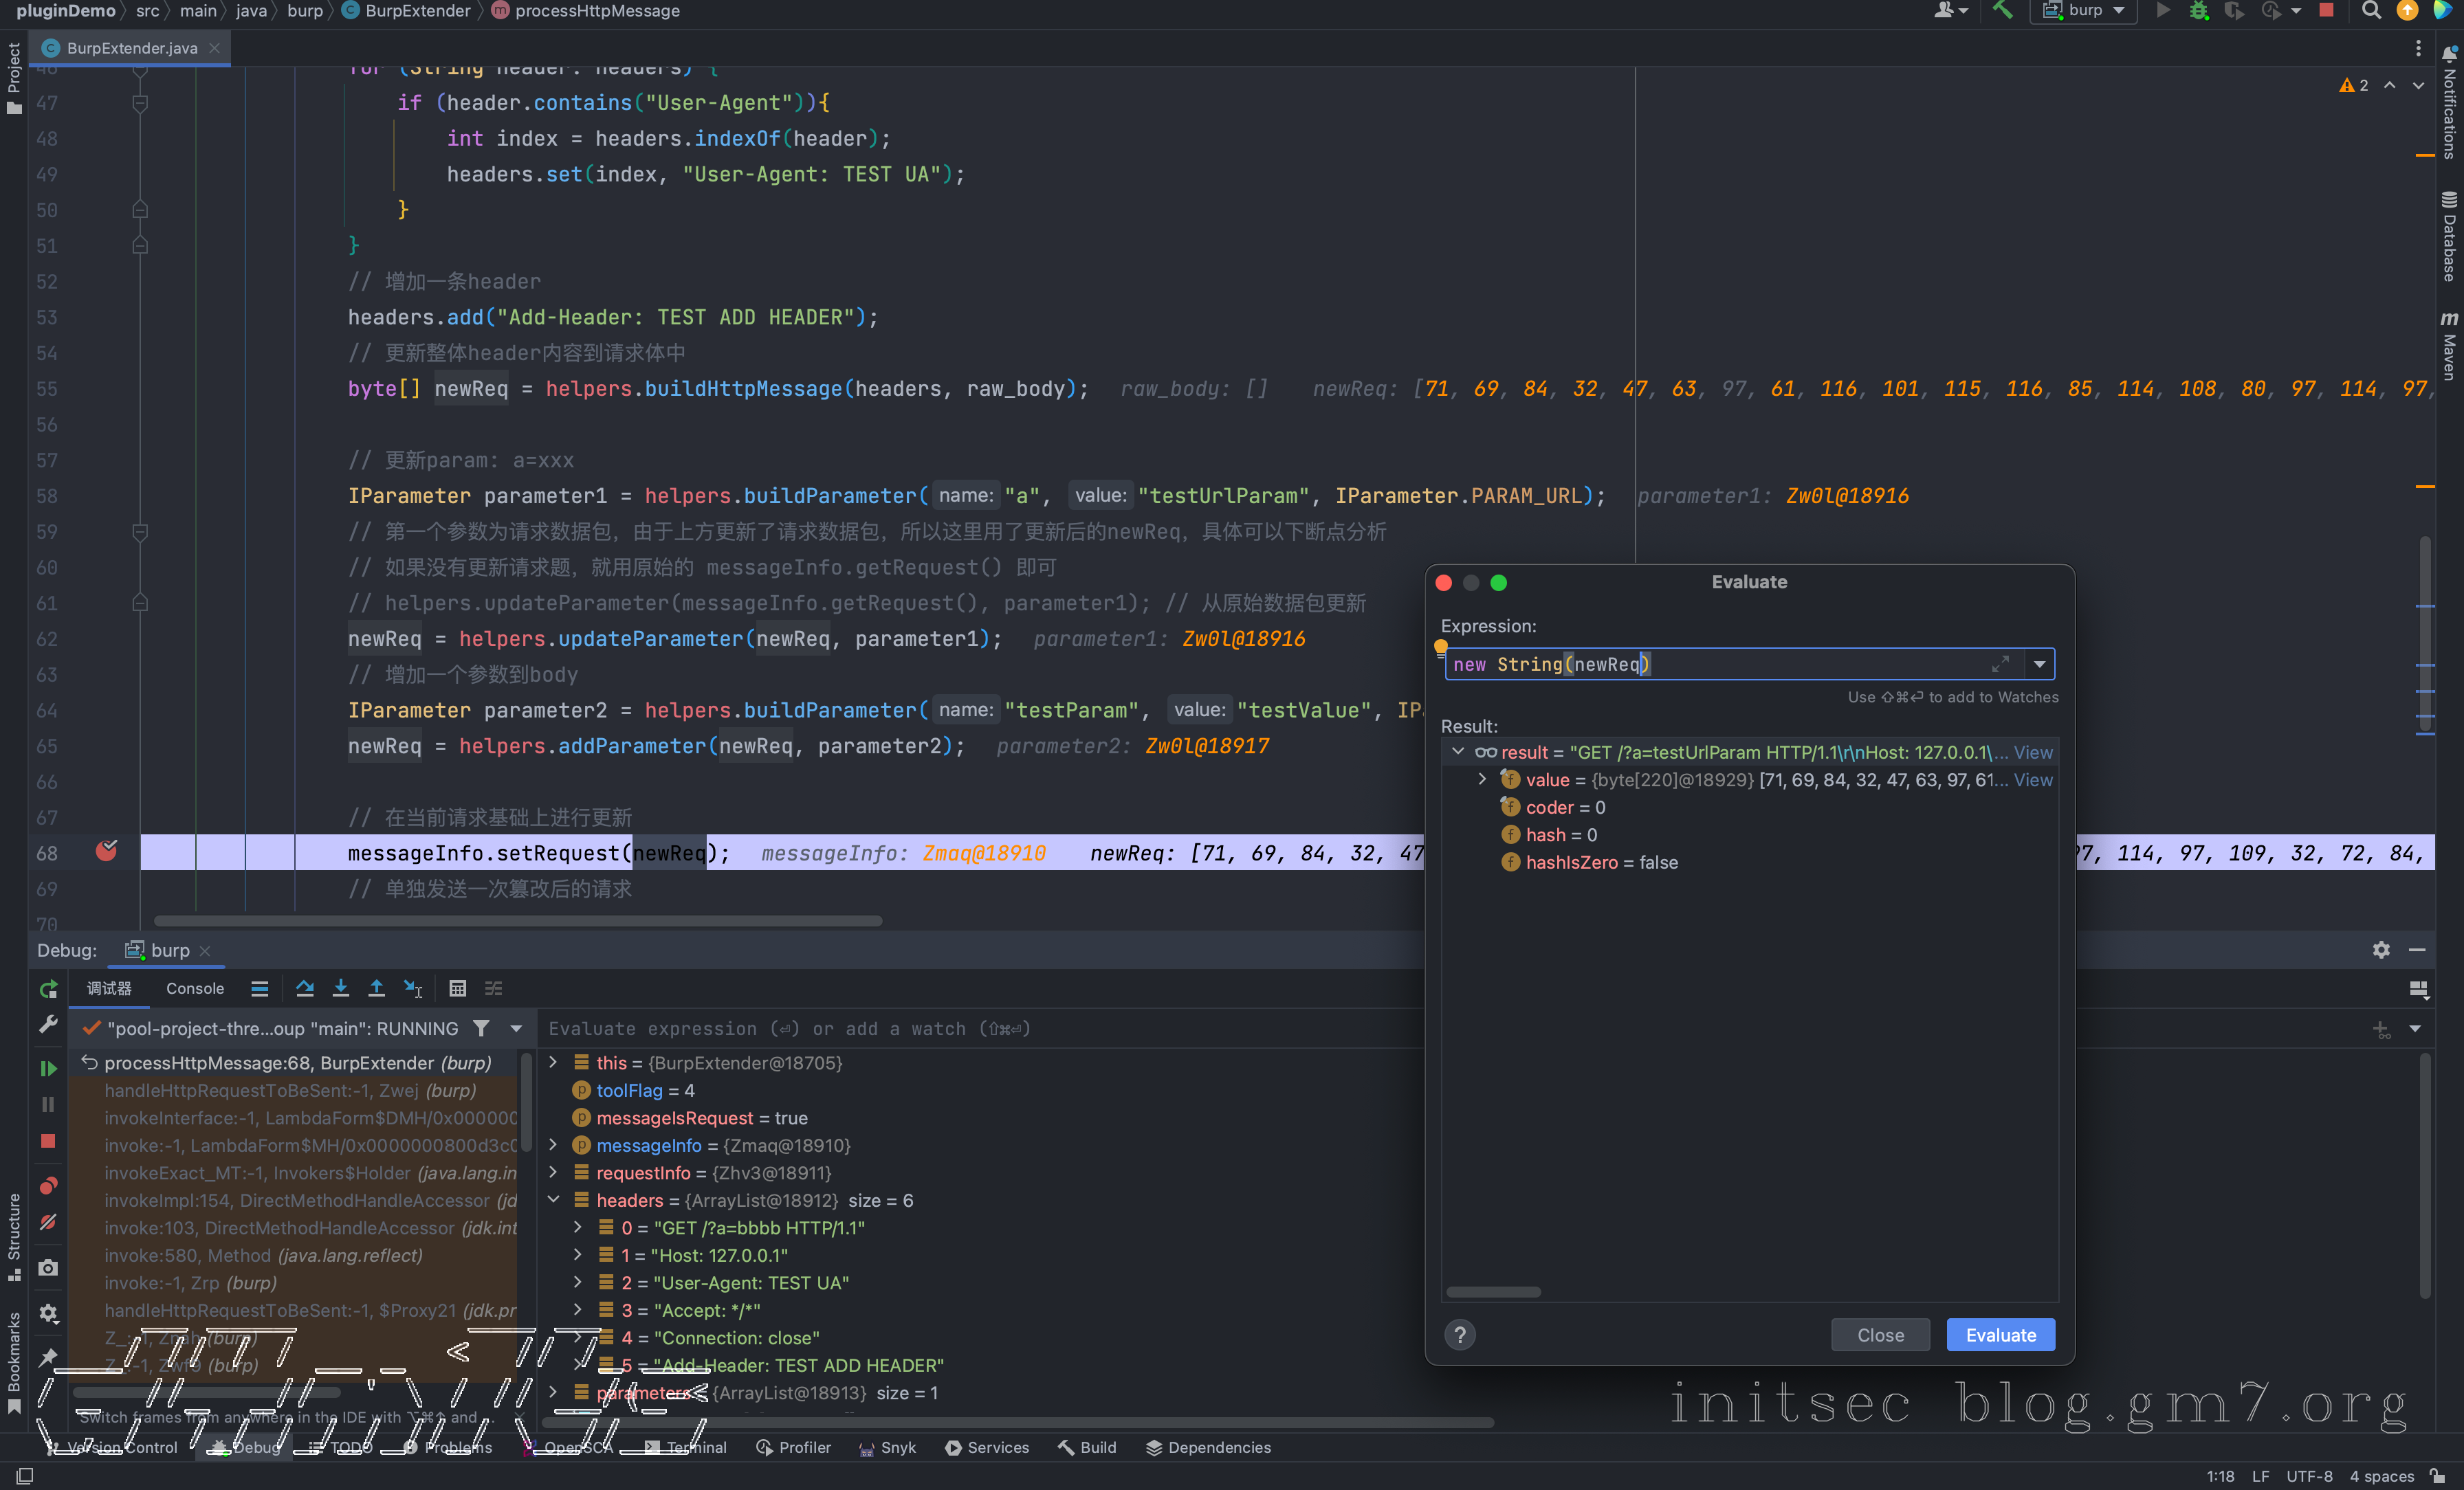 pluginDemo src main java burp BurpExtender processHttpMessage
burp
BurpExtender.java
Project
Notifications
Database
Maven
2
46 for (String header: headers) {
47 if (header.contains("User-Agent")){
48 int index = headers.indexOf(header);
49 headers.set(index, "User-Agent: TEST UA");
50 }
51 }
52 // 增加一条header
53 headers.add("Add-Header: TEST ADD HEADER");
54 // 更新整体header内容到请求体中
55 byte[] newReq = helpers.buildHttpMessage(headers, raw_body); raw_body: [] newReq: [71, 69, 84, 32, 47, 63, 97, 61, 116, 101, 115, 116, 85, 114, 108, 80, 97, 114, 97,
56
57 // 更新param: a=xxx
58 IParameter parameter1 = helpers.buildParameter( name: "a", value: "testUrlParam", IParameter.PARAM_URL); parameter1: Zw0l@18916
59 // 第一个参数为请求数据包，由于上方更新了请求数据包，所以这里用了更新后的newReq，具体可以下断点分析
60 // 如果没有更新请求题，就用原始的 messageInfo.getRequest() 即可
61 // helpers.updateParameter(messageInfo.getRequest(), parameter1); // 从原始数据包更新
62 newReq = helpers.updateParameter(newReq, parameter1); parameter1: Zw0l@18916
63 // 增加一个参数到body
64 IParameter parameter2 = helpers.buildParameter( name: "testParam", value: "testValue", IP
65 newReq = helpers.addParameter(newReq, parameter2); parameter2: Zw0l@18917
66
67 // 在当前请求基础上进行更新
68 messageInfo.setRequest(newReq); messageInfo: Zmaq@18910 newReq: [71, 69, 84, 32, 47 97, 114, 97, 109, 32, 72, 84,
69 // 单独发送一次篡改后的请求
70
Evaluate
Expression:
new String(newReq)
Use ⇧⌘⏎ to add to Watches
Result:
result = "GET /?a=testUrlParam HTTP/1.1\r\nHost: 127.0.0.1\... View
value = {byte[220]@18929} [71, 69, 84, 32, 47, 63, 97, 61... View
coder = 0
hash = 0
hashIsZero = false
? Close Evaluate
Debug: burp
调试器 Console
"pool-project-thre...oup "main": RUNNING
Evaluate expression (⏎) or add a watch (⇧⌘⏎)
processHttpMessage:68, BurpExtender (burp)
handleHttpRequestToBeSent:-1, Zwej (burp)
invokeInterface:-1, LambdaForm$DMH/0x000000
invoke:-1, LambdaForm$MH/0x0000000800d3c0
invokeExact_MT:-1, Invokers$Holder (java.lang.in
invokeImpl:154, DirectMethodHandleAccessor (jd
invoke:103, DirectMethodHandleAccessor (jdk.int
invoke:580, Method (java.lang.reflect)
invoke:-1, Zrp (burp)
handleHttpRequestToBeSent:-1, $Proxy21 (jdk.pr
(burp)
(burp)
Switch frames from anywhere in the IDE with ⌥⌘↑ and ...
this = {BurpExtender@18705}
toolFlag = 4
messageIsRequest = true
messageInfo = {Zmaq@18910}
requestInfo = {Zhv3@18911}
headers = {ArrayList@18912} size = 6
0 = "GET /?a=bbbb HTTP/1.1"
1 = "Host: 127.0.0.1"
2 = "User-Agent: TEST UA"
3 = "Accept: */*"
4 = "Connection: close"
5 = "Add-Header: TEST ADD HEADER"
parameters = {ArrayList@18913} size = 1
Structure
Bookmarks
initsec blog.gm7.org
Version Control Debug TODO Problems OpenSCA Terminal Profiler Snyk Services Build Dependencies
1:18 LF UTF-8 4 spaces